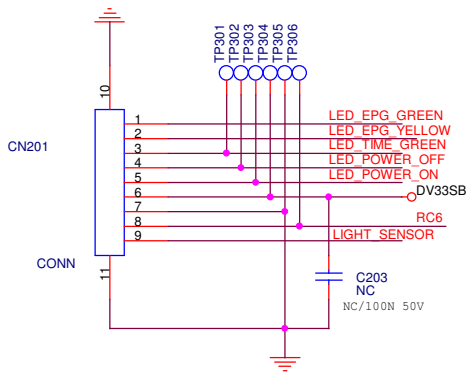 TP301
TP302
TP303
TP304
TP305
TP306
10
CN201
1
LED_EPG_GREEN
2
LED_EPG_YELLOW
3
LED_TIME_GREEN
4
LED_POWER_OFF
5
LED_POWER_ON
6
DV33SB
7
8
RC6
9
LIGHT_SENSOR
CONN
11
C203
NC
NC/100N 50V